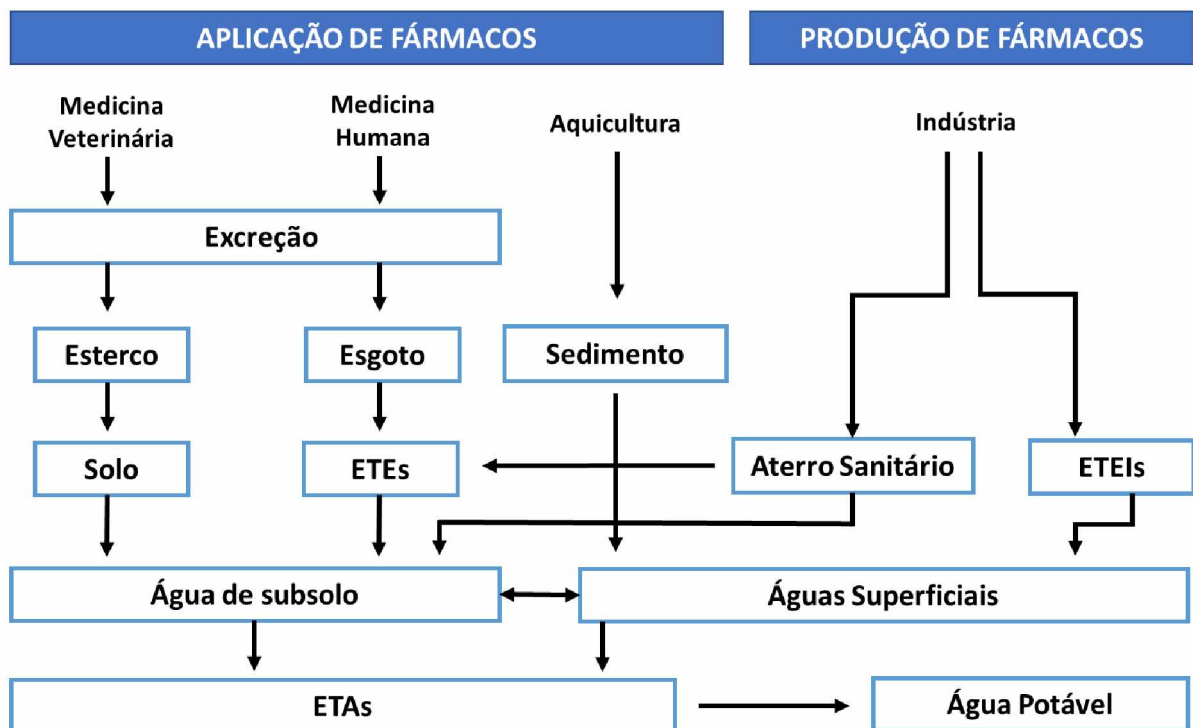 APLICAÇÃO DE FÁRMACOS
PRODUÇÃO DE FÁRMACOS
Medicina
Veterinária
Medicina
Humana
Aquicultura
Indústria
Excreção
Esterco
Esgoto
Sedimento
Solo
ETEs
Aterro Sanitário
ETEIs
Água de subsolo
Águas Superficiais
ETAs
Água Potável